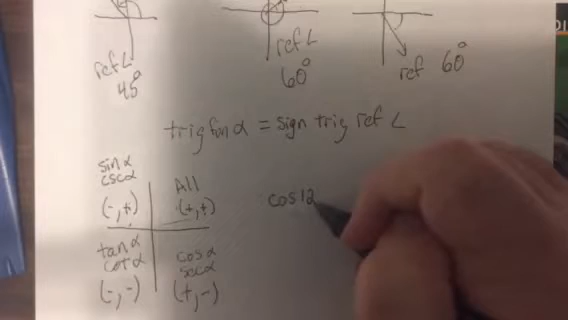 ref∠
45°
ref∠
60°
ref 60°
trig fun α = sign trig ref ∠
sin α
csc α
(-,+)
All
(+,+)
tan α
cot α
(-,-)
cos α
sec α
(+,-)
cos 12